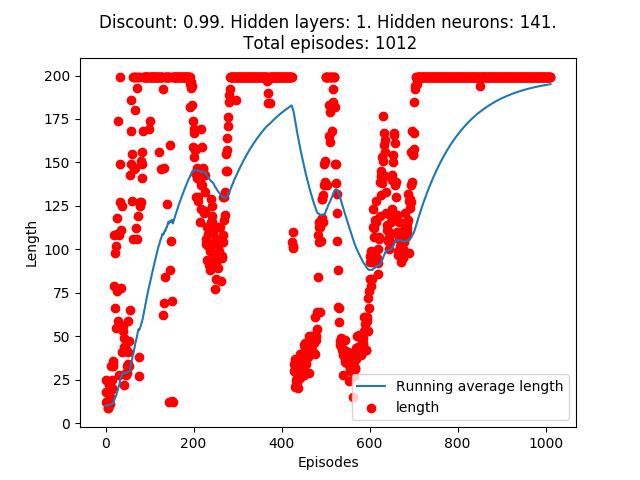 Discount: 0.99. Hidden layers: 1. Hidden neurons: 141.
Total episodes: 1012
200
175
150
125
100
75
50
25
0
Length
0
200
400
600
800
1000
Episodes
Running average length
length